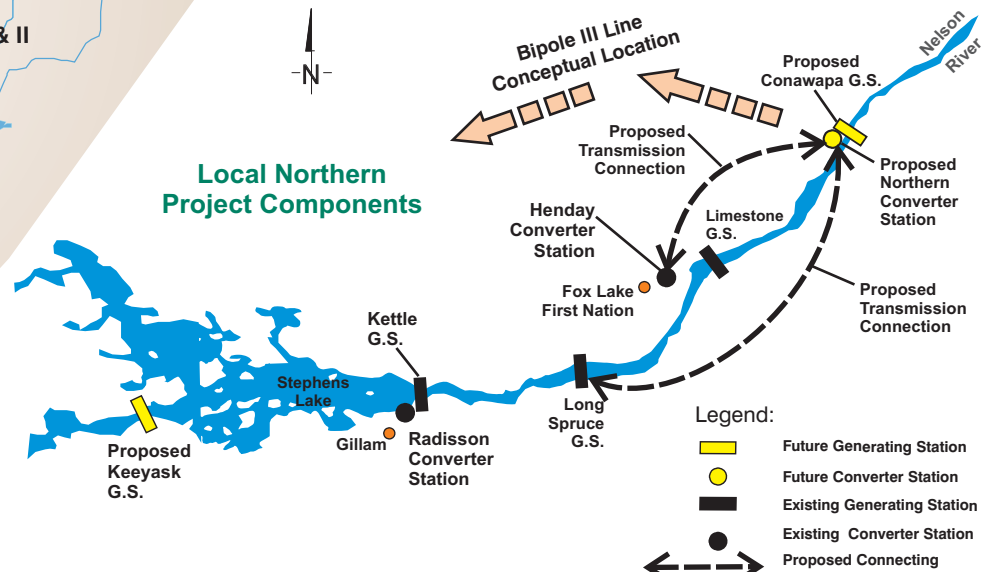 & II
N
Bipole III Line
Conceptual Location
Nelson
River
Proposed
Conawapa G.S.
Proposed
Transmission
Connection
Local Northern
Project Components
Proposed
Northern
Converter
Station
Henday
Converter
Station
Limestone
G.S.
Fox Lake
First Nation
Proposed
Transmission
Connection
Kettle
G.S.
Stephens
Lake
Long
Spruce
G.S.
Gillam
Radisson
Converter
Station
Proposed
Keeyask
G.S.
Legend:
Future Generating Station
Future Converter Station
Existing Generating Station
Existing Converter Station
Proposed Connecting